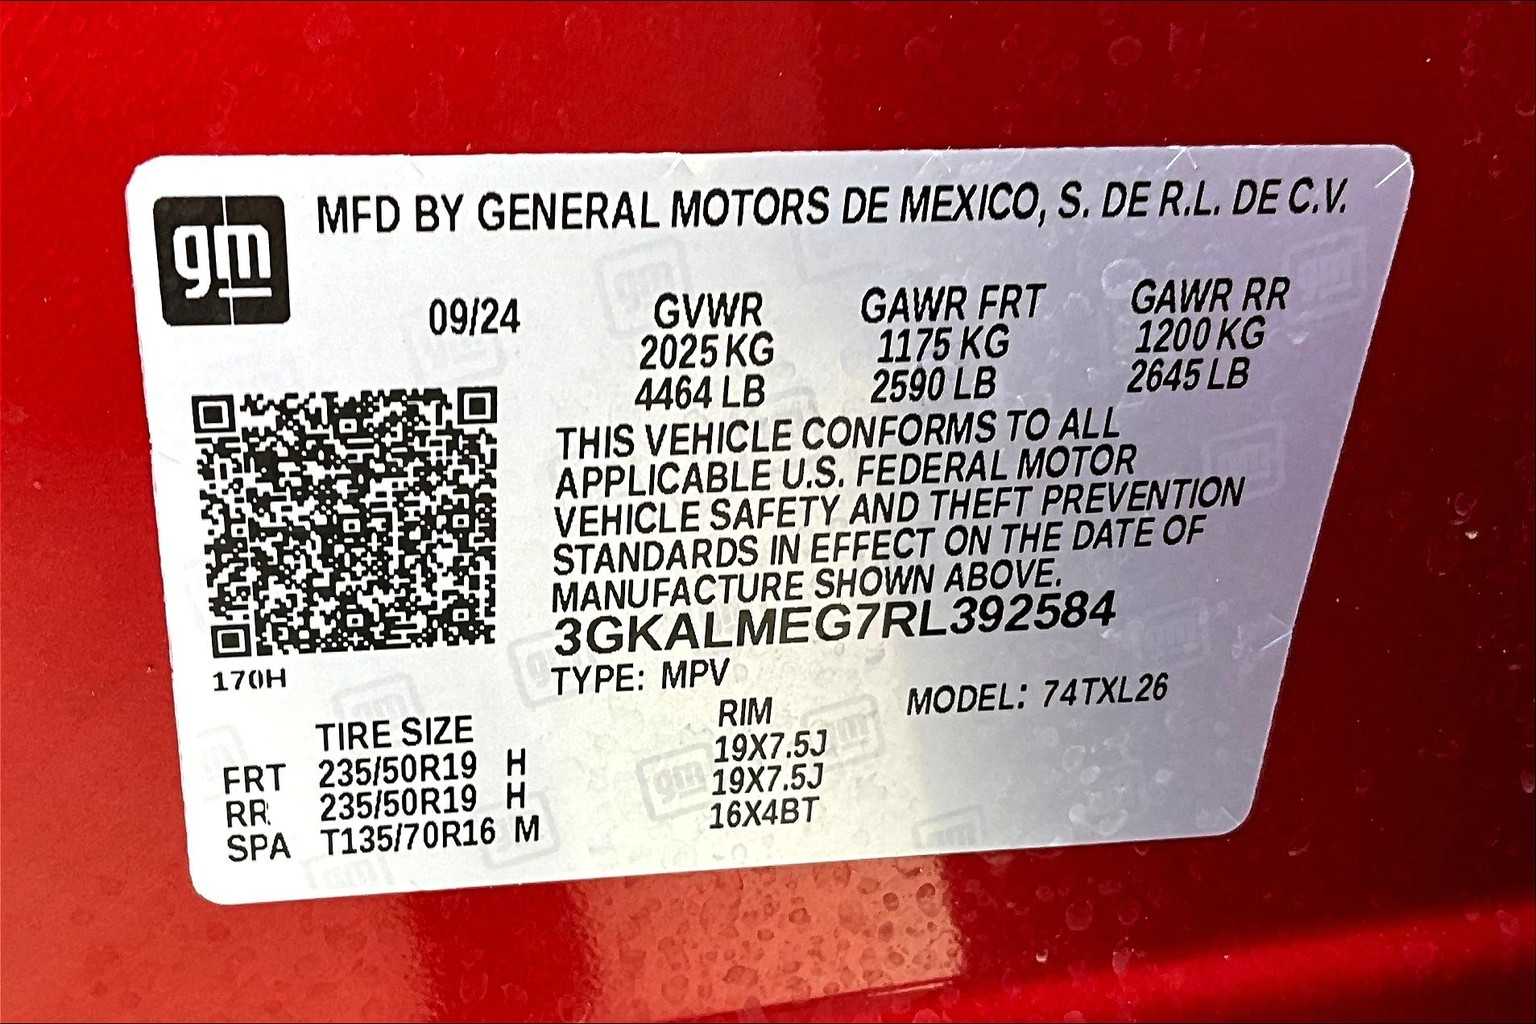 gm
MFD BY GENERAL MOTORS DE MEXICO, S. DE R.L. DE C.V.
09/24 GVWR GAWR FRT GAWR RR
2025 KG 1175 KG 1200 KG
4464 LB 2590 LB 2645 LB
THIS VEHICLE CONFORMS TO ALL
APPLICABLE U.S. FEDERAL MOTOR
VEHICLE SAFETY AND THEFT PREVENTION
STANDARDS IN EFFECT ON THE DATE OF
MANUFACTURE SHOWN ABOVE.
3GKALMEG7RL392584
170H
TYPE: MPV MODEL: 74TXL26
TIRE SIZE RIM
FRT 235/50R19 H 19X7.5J
RR 235/50R19 H 19X7.5J
SPA T135/70R16 M 16X4BT